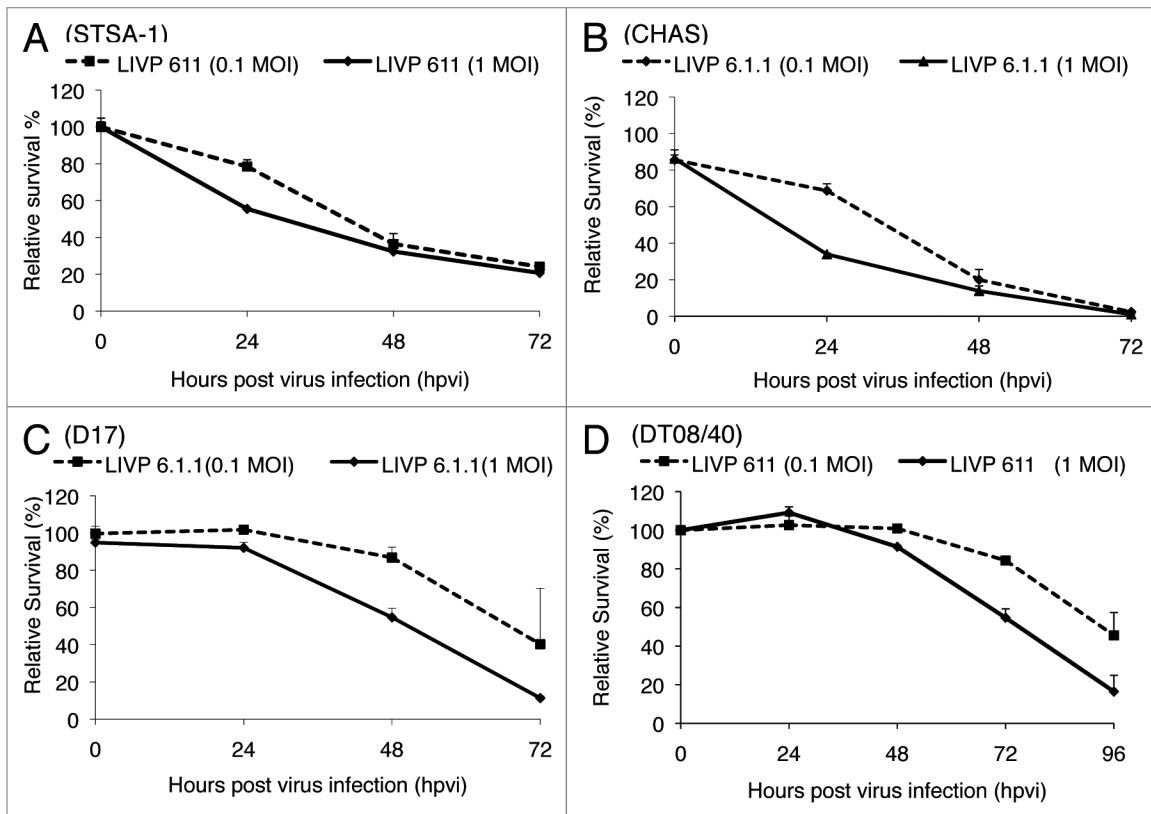 A (STSA-1)
LIVP 611 (0.1 MOI) LIVP 611 (1 MOI)
Relative survival %
120
100
80
60
40
20
0
0 24 48 72
Hours post virus infection (hpvi)
B (CHAS)
LIVP 6.1.1 (0.1 MOI) LIVP 6.1.1 (1 MOI)
Relative Survival (%)
120
100
80
60
40
20
0
0 24 48 72
Hours post virus infection (hpvi)
C (D17)
LIVP 6.1.1(0.1 MOI) LIVP 6.1.1(1 MOI)
Relative Survival (%)
120
100
80
60
40
20
0
0 24 48 72
Hours post virus infection (hpvi)
D (DT08/40)
LIVP 611 (0.1 MOI) LIVP 611 (1 MOI)
Relative Survival (%)
120
100
80
60
40
20
0
0 24 48 72 96
Hours post virus infection (hpvi)